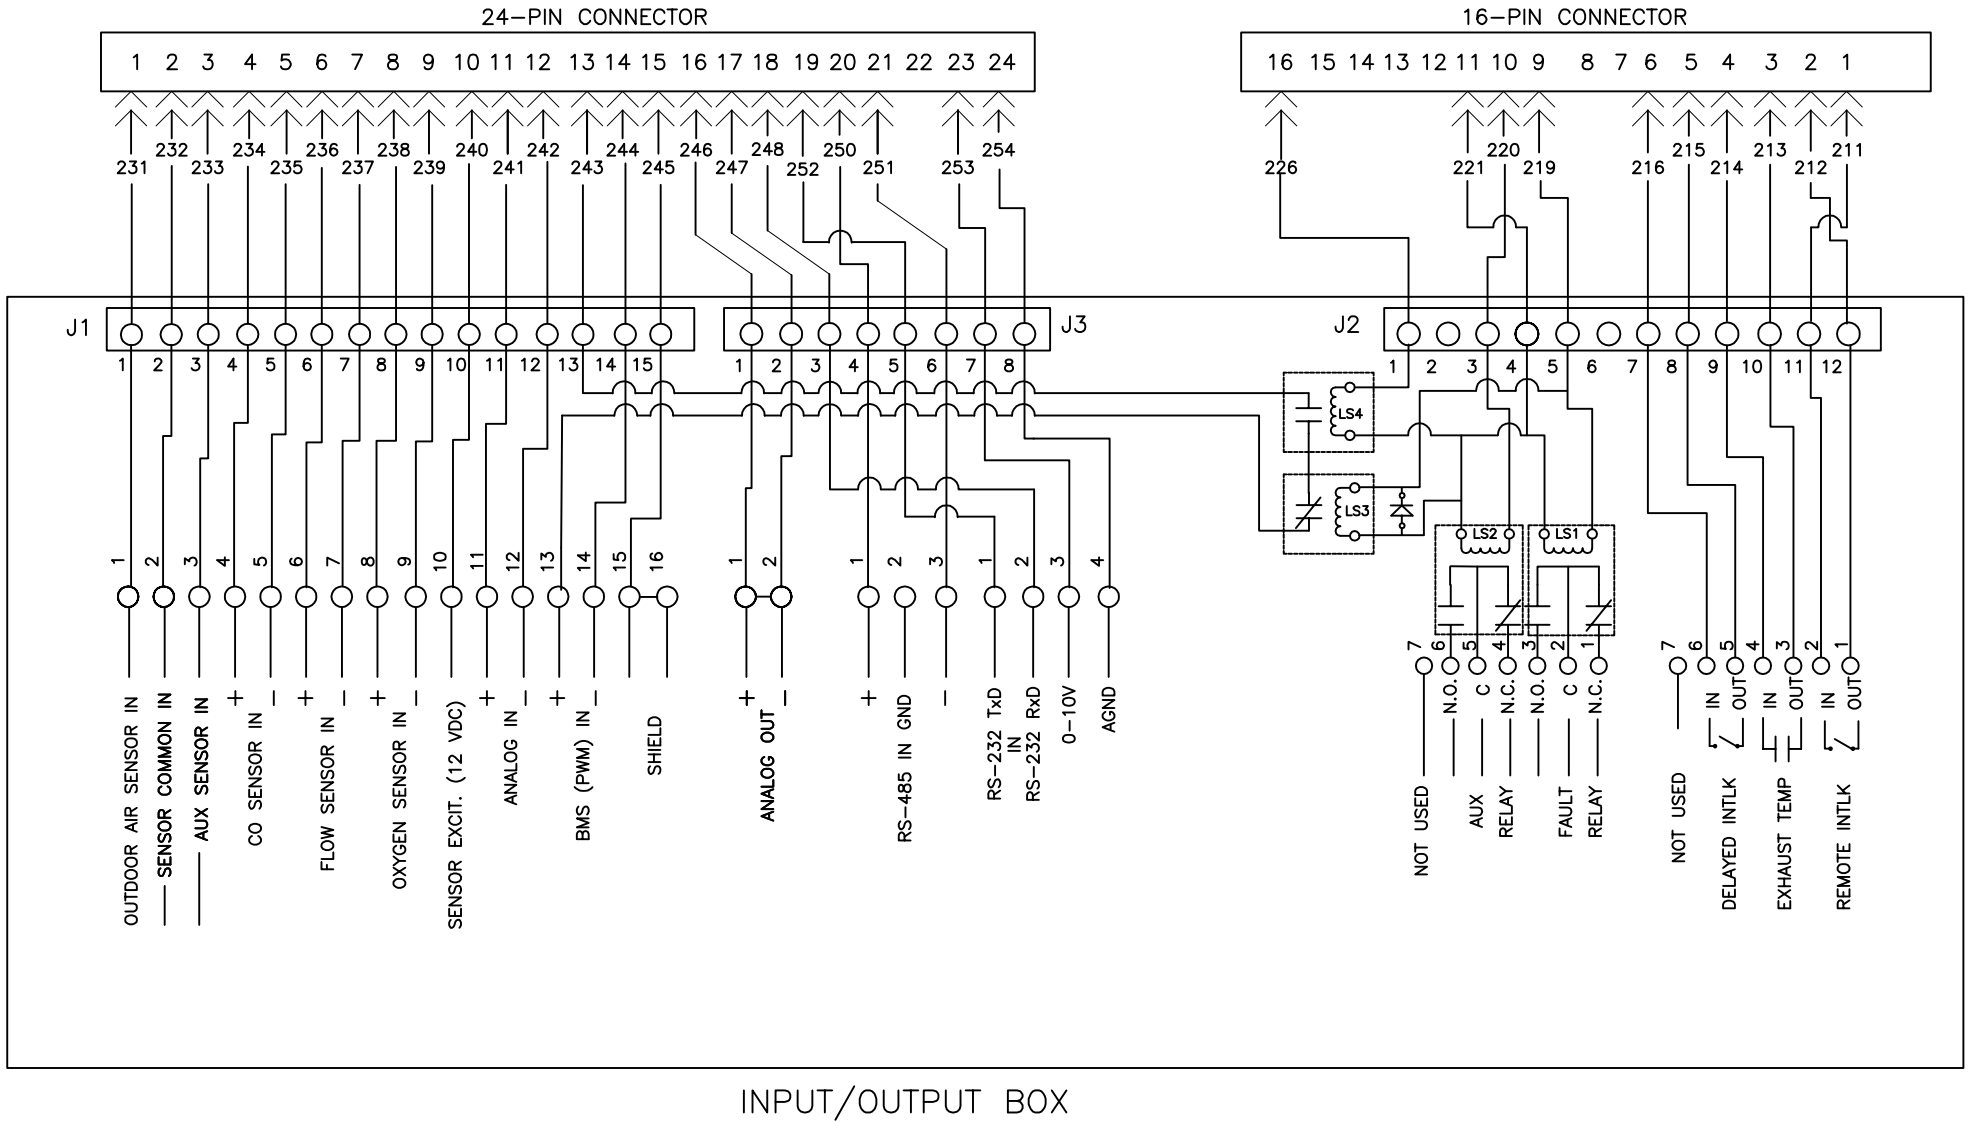 24-PIN CONNECTOR
16-PIN CONNECTOR
1 2 3 4 5 6 7 8 9 10 11 12 13 14 15 16 17 18 19 20 21 22 23 24
16 15 14 13 12 11 10 9 8 7 6 5 4 3 2 1
231 232 233 234 235 236 237 238 239 240 241 242 243 244 245 246 247 248 252 250 251 253 254
226 221 220 219 216 215 214 213 212 211
J1
J3
J2
1 2 3 4 5 6 7 8 9 10 11 12 13 14 15
1 2 3 4 5 6 7 8
1 2 3 4 5 6 7 8 9 10 11 12
LS4
LS3
LS2
LS1
1 2 3 4 5 6 7 8 9 10 11 12 13 14 15 16
1 2
1 2 3
1 2 3 4
7 6 5 4 3 2 1
7 6 5 4 3 2 1
+ - + - + - + - + -
+ -
+ -
N.O. C N.C. N.O. C N.C.
IN OUT IN OUT IN OUT
OUTDOOR AIR SENSOR IN
SENSOR COMMON IN
AUX SENSOR IN
CO SENSOR IN
FLOW SENSOR IN
OXYGEN SENSOR IN
SENSOR EXCIT. (12 VDC)
ANALOG IN
BMS (PWM) IN
SHIELD
ANALOG OUT
RS-485 IN GND
RS-232 TxD
IN
RS-232 RxD
0-10V
AGND
NOT USED
AUX
RELAY
FAULT
RELAY
NOT USED
DELAYED INTLK
EXHAUST TEMP
REMOTE INTLK
INPUT/OUTPUT BOX